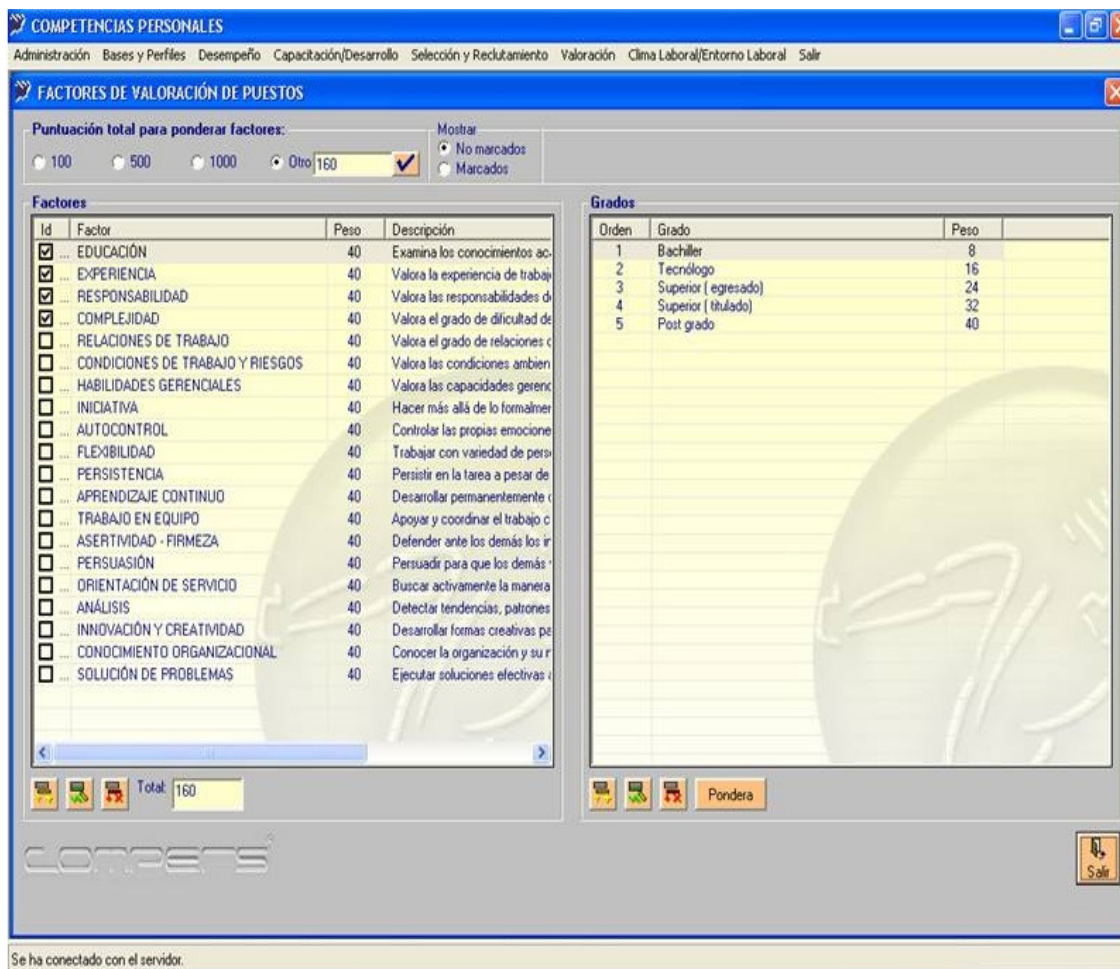 COMPETENCIAS PERSONALES
Administración Bases y Perfiles Desempeño Capacitación/Desarrollo Selección y Reclutamiento Valoración Clima Laboral/Entorno Laboral Salir
FACTORES DE VALORACIÓN DE PUESTOS
Puntuación total para ponderar factores:
100 500 1000 Otro 160
Mostrar
No marcados
Marcados
Factores
Id Factor Peso Descripción
... EDUCACIÓN 40 Examina los conocimientos ac
... EXPERIENCIA 40 Valora la experiencia de trabaj
... RESPONSABILIDAD 40 Valora las responsabilidades d
... COMPLEJIDAD 40 Valora el grado de dificultad de
... RELACIONES DE TRABAJO 40 Valora el grado de relaciones
... CONDICIONES DE TRABAJO Y RIESGOS 40 Valora las condiciones ambien
... HABILIDADES GERENCIALES 40 Valora las capacidades gerenc
... INICIATIVA 40 Hacer más allá de lo formalmen
... AUTOCONTROL 40 Controlar las propias emocione
... FLEXIBILIDAD 40 Trabajar con variedad de pers
... PERSISTENCIA 40 Persistir en la tarea a pesar de
... APRENDIZAJE CONTINUO 40 Desarrollar permanentemente
... TRABAJO EN EQUIPO 40 Apoyar y coordinar el trabajo c
... ASERTIVIDAD - FIRMEZA 40 Defender ante los demás los in
... PERSUASIÓN 40 Persuadir para que los demás
... ORIENTACIÓN DE SERVICIO 40 Buscar activamente la manera
... ANÁLISIS 40 Detectar tendencias, patrones
... INNOVACIÓN Y CREATIVIDAD 40 Desarrollar formas creativas pa
... CONOCIMIENTO ORGANIZACIONAL 40 Conocer la organización y su r
... SOLUCIÓN DE PROBLEMAS 40 Ejecutar soluciones efectivas a
Total: 160
Grados
Orden Grado Peso
1 Bachiller 8
2 Tecnólogo 16
3 Superior ( egresado) 24
4 Superior ( titulado) 32
5 Post grado 40
Pondera
COMPERS
Salir
Se ha conectado con el servidor.